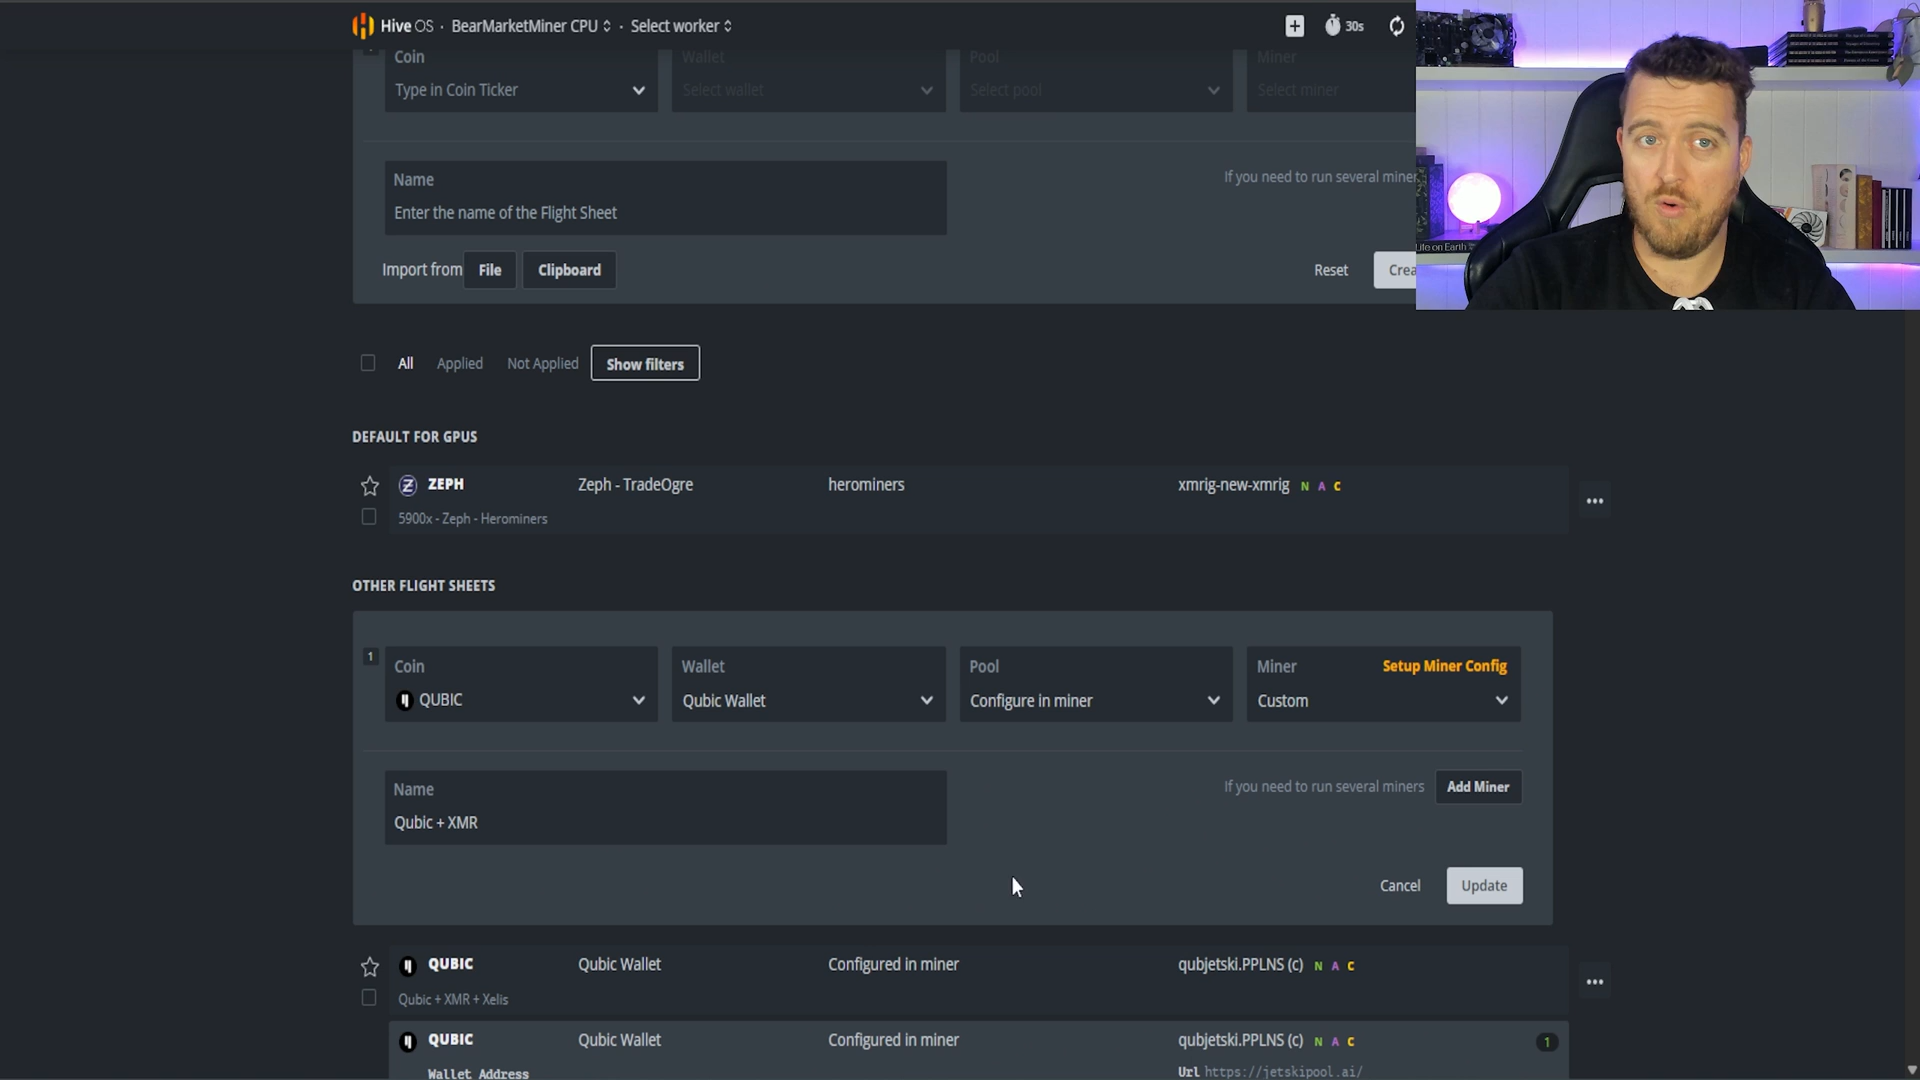 Hive OS · BearMarketMiner CPU · Select worker 30s
Coin Wallet Pool Miner
Type in Coin Ticker Select wallet Select pool Select miner
Name
Enter the name of the Flight Sheet
If you need to run several miner
Import from File Clipboard Reset Crea
All Applied Not Applied Show filters
DEFAULT FOR GPUS
ZEPH Zeph - TradeOgre herominers xmrig-new-xmrig N A C
5900x - Zeph - Herominers
OTHER FLIGHT SHEETS
1 Coin Wallet Pool Miner Setup Miner Config
QUBIC Qubic Wallet Configure in miner Custom
Name
Qubic + XMR
If you need to run several miners Add Miner
Cancel Update
QUBIC Qubic Wallet Configured in miner qubjetski.PPLNS (c) N A C
Qubic + XMR + Xelis
QUBIC Qubic Wallet Configured in miner qubjetski.PPLNS (c) N A C 1
Wallet Address Url https://jetskipool.ai/
Life on Earth